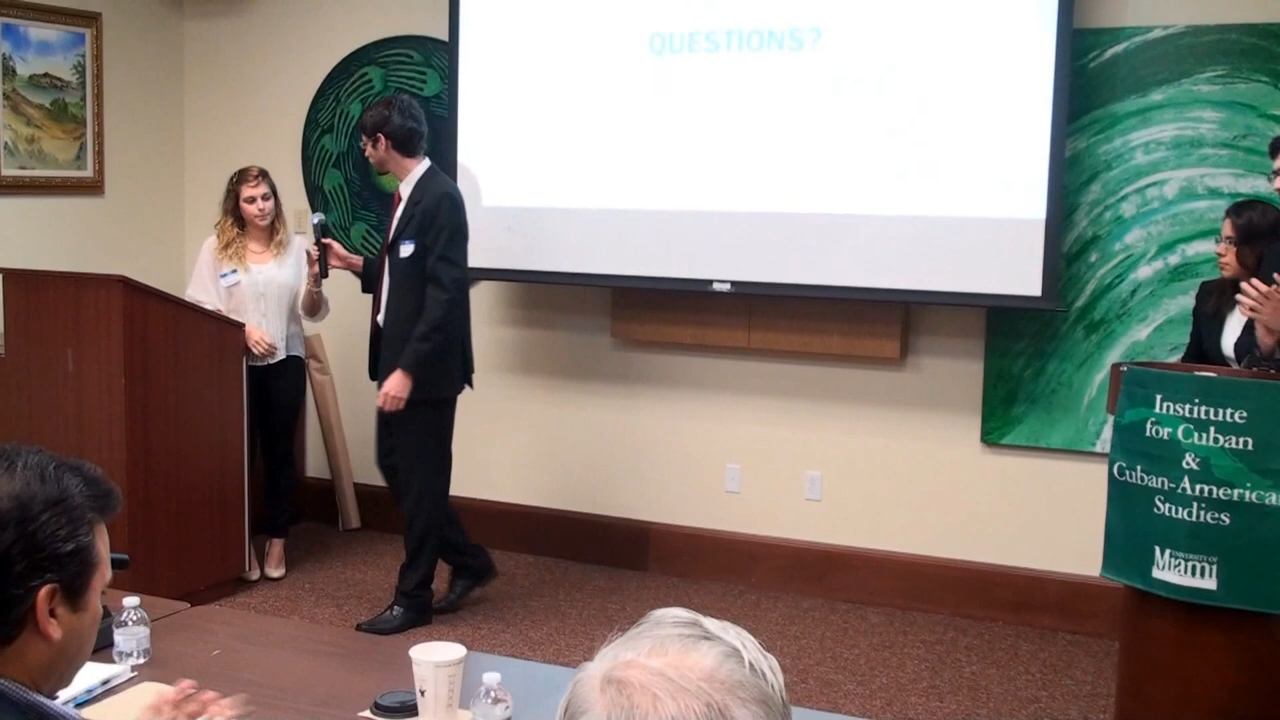 QUESTIONS?
Institute
for Cuban
&
Cuban-America
Studies
UNIVERSITY OF
Miami